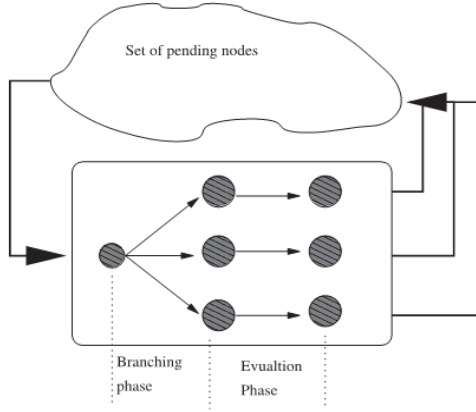 Set of pending nodes
Branching
phase
Evualtion
Phase